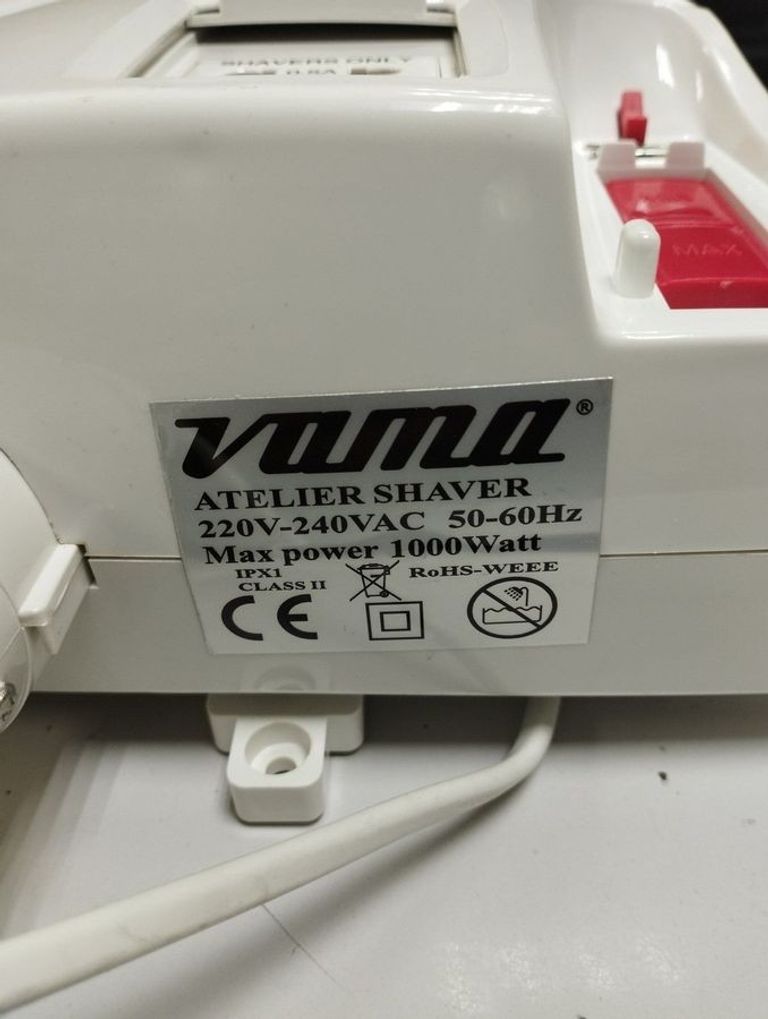 SHAVERS ONLY
MAX
vama®
ATELIER SHAVER
220V-240VAC 50-60Hz
Max power 1000Watt
IPX1 RoHS-WEEE
CLASS II
CE